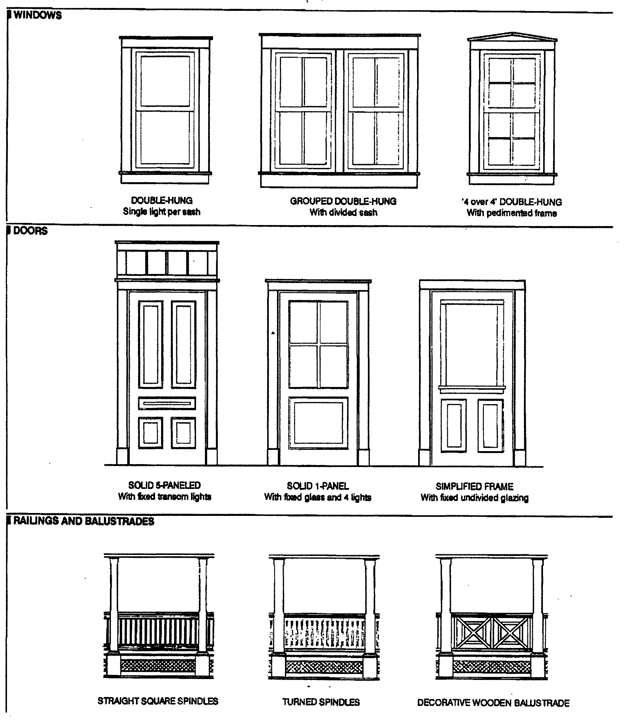 WINDOWS
DOUBLE-HUNG
Single light per sash
GROUPED DOUBLE-HUNG
With divided sash
'4 over 4' DOUBLE-HUNG
With pedimented frame
DOORS
SOLID 5-PANELED
With fixed transom lights
SOLID 1-PANEL
With fixed glass and 4 lights
SIMPLIFIED FRAME
With fixed undivided glazing
RAILINGS AND BALUSTRADES
STRAIGHT SQUARE SPINDLES
TURNED SPINDLES
DECORATIVE WOODEN BALUSTRADE